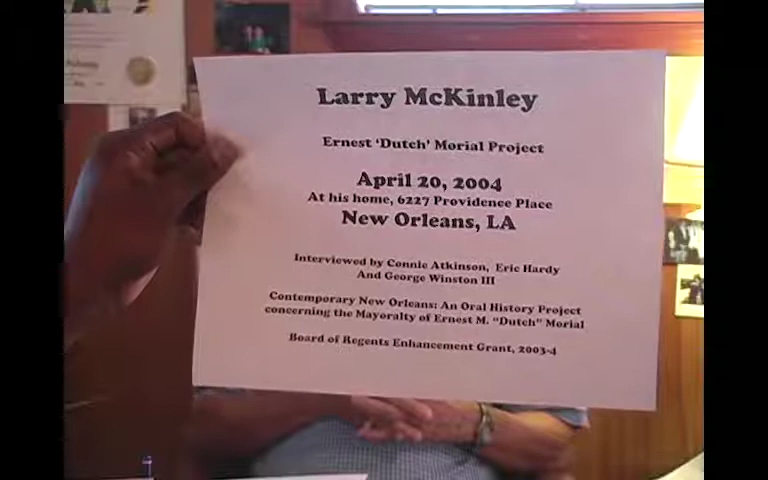 Larry McKinley
Ernest 'Dutch' Morial Project
April 20, 2004
At his home, 6227 Providence Place
New Orleans, LA
Interviewed by Connie Atkinson, Eric Hardy
And George Winston III
Contemporary New Orleans: An Oral History Project
concerning the Mayoralty of Ernest M. "Dutch" Morial
Board of Regents Enhancement Grant, 2003-4